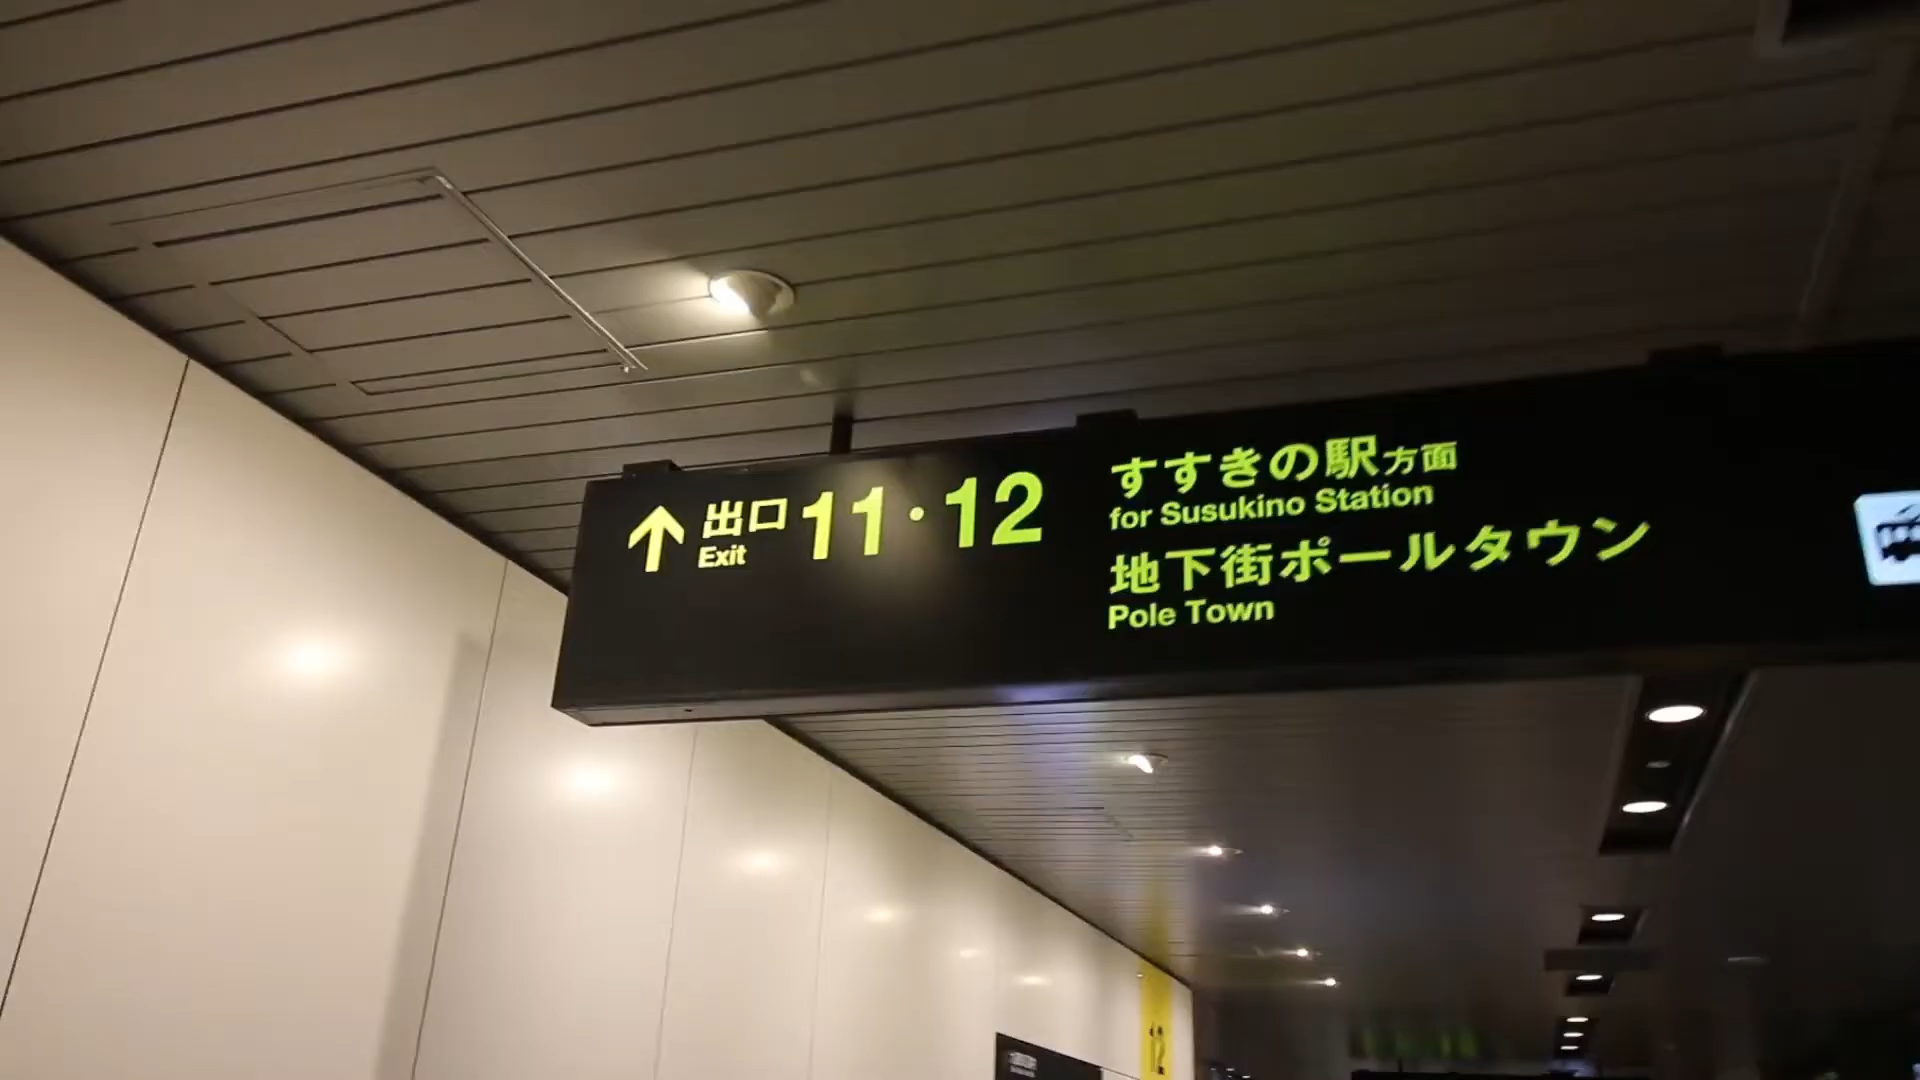 ↑ 出口 11・12
Exit
すすきの駅方面
for Susukino Station
地下街ポールタウン
Pole Town
12